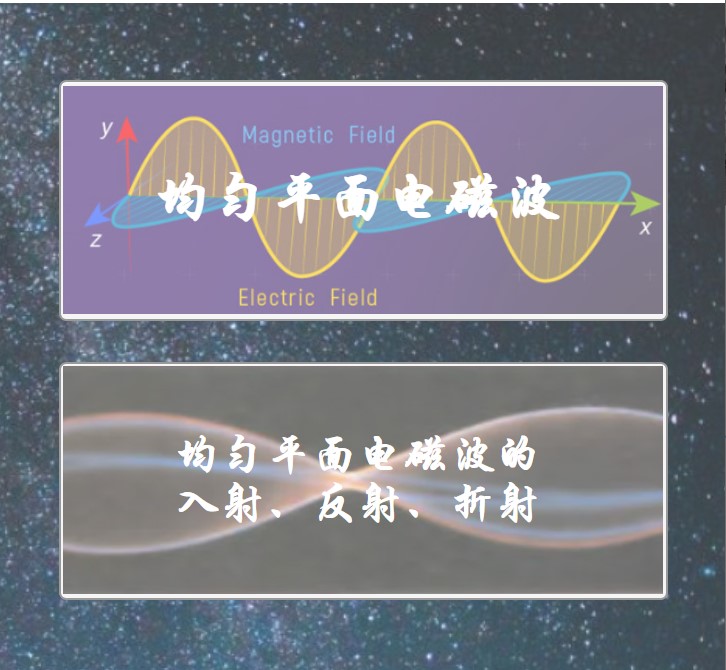 y
Magnetic Field
均匀平面电磁波
x
z
Electric Field
均匀平面电磁波的
入射、反射、折射